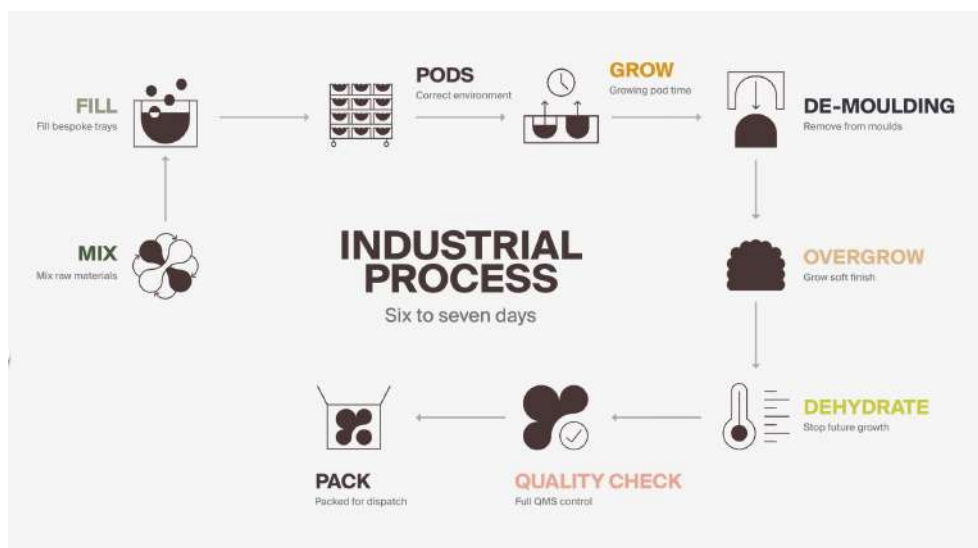 PODS
Correct environment
GROW
Growing pod time
FILL
Fill bespoke trays
DE-MOULDING
Remove from moulds
MIX
Mix raw materials
INDUSTRIAL
PROCESS
Six to seven days
OVERGROW
Grow soft finish
DEHYDRATE
Stop future growth
PACK
Packed for dispatch
QUALITY CHECK
Full QMS control